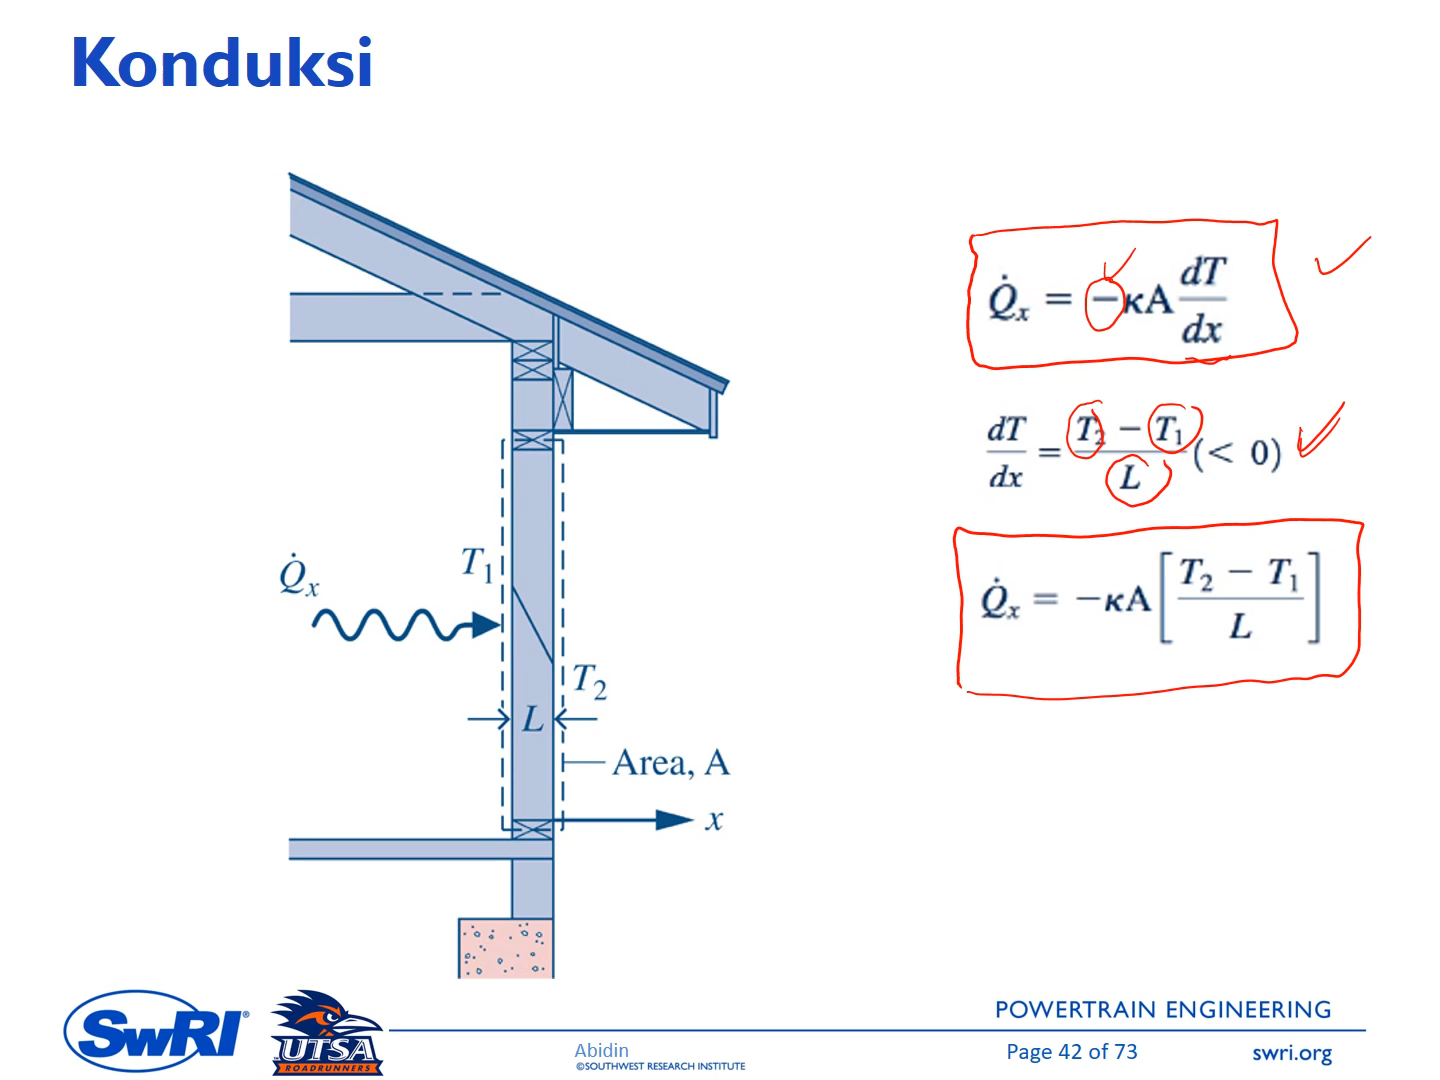 Konduksi
Q̇ₓ = −κA dT/dx
dT/dx = T₂ − T₁/L (< 0)
Q̇ₓ = −κA [T₂ − T₁/L]
Q̇ₓ
T₁
T₂
L
Area, A
x
SwRI®
UTSA
ROADRUNNERS
POWERTRAIN ENGINEERING
Abidin
©SOUTHWEST RESEARCH INSTITUTE
Page 42 of 73
swri.org